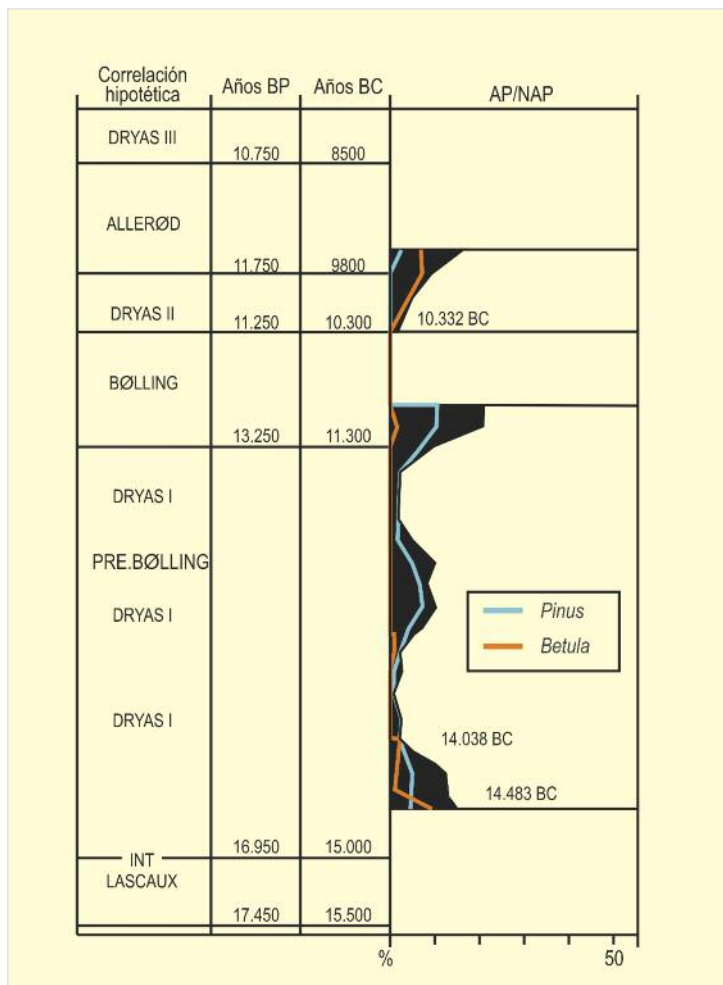 Correlación
hipotética
Años BP
Años BC
AP/NAP
DRYAS III
10.750
8500
ALLERØD
11.750
9800
DRYAS II
11.250
10.300
10.332 BC
BØLLING
13.250
11.300
DRYAS I
PRE.BØLLING
DRYAS I
Pinus
Betula
DRYAS I
14.038 BC
14.483 BC
16.950
15.000
INT
LASCAUX
17.450
15.500
%
50